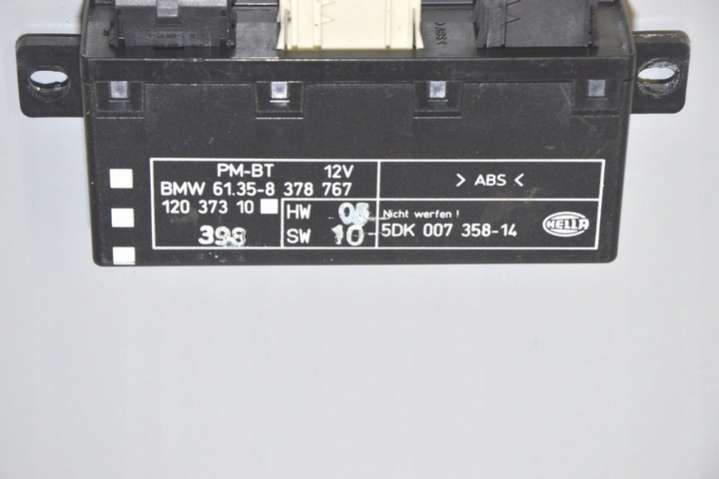 PM-BT 12V
BMW 61.35-8 378 767
> ABS <
120 373 10
HW 05
Nicht werfen !
398
SW 10
5DK 007 358-14
HELLA